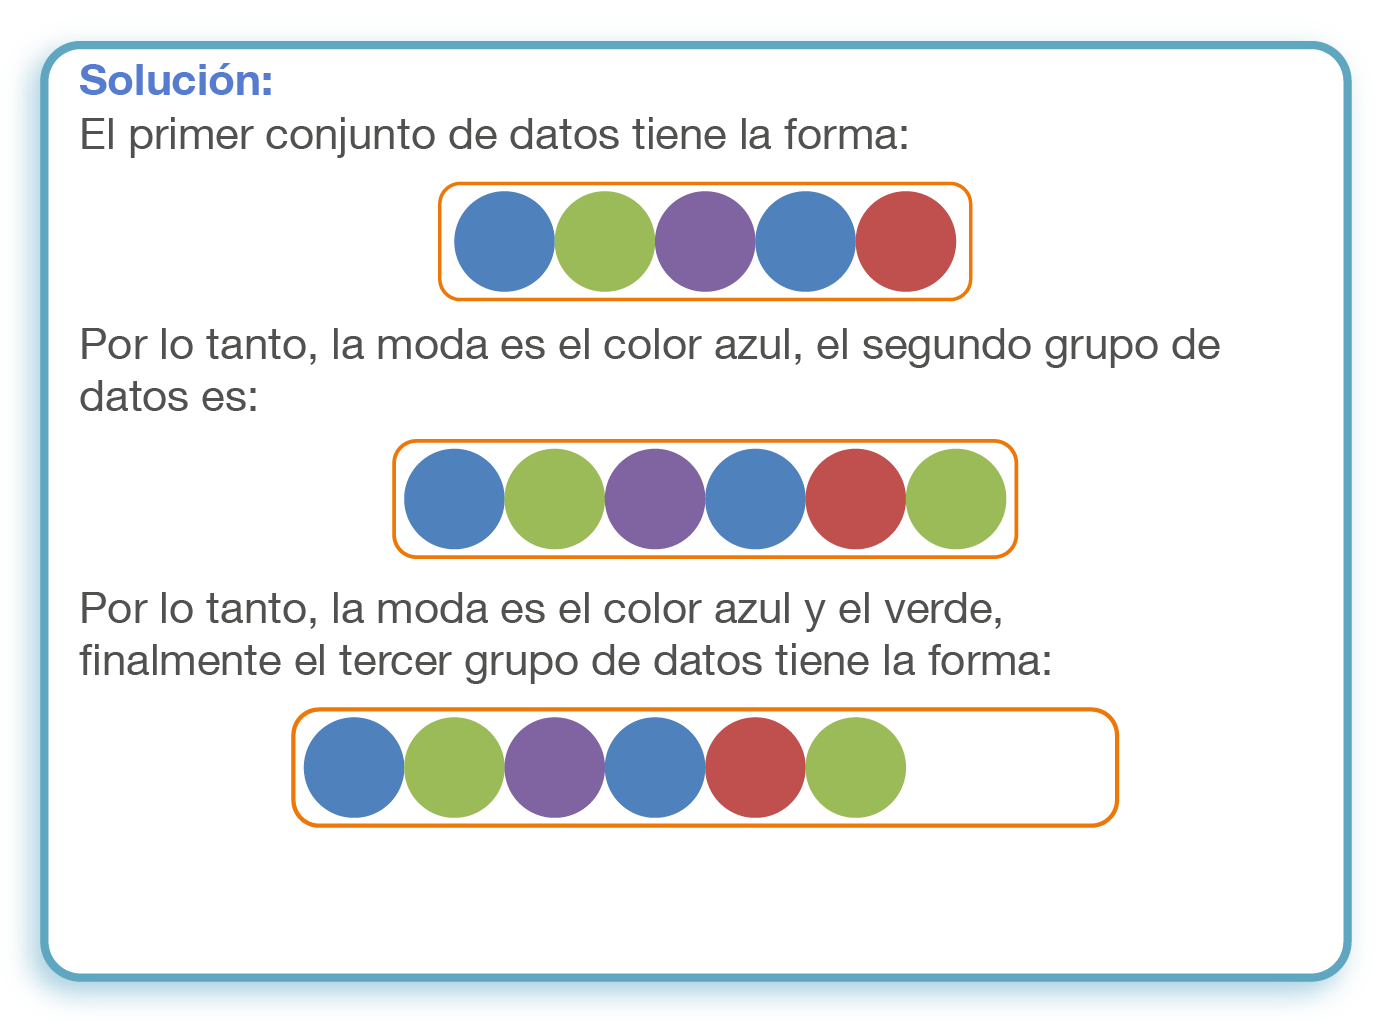 Solución:
El primer conjunto de datos tiene la forma:
Por lo tanto, la moda es el color azul, el segundo grupo de
datos es:
Por lo tanto, la moda es el color azul y el verde,
finalmente el tercer grupo de datos tiene la forma: